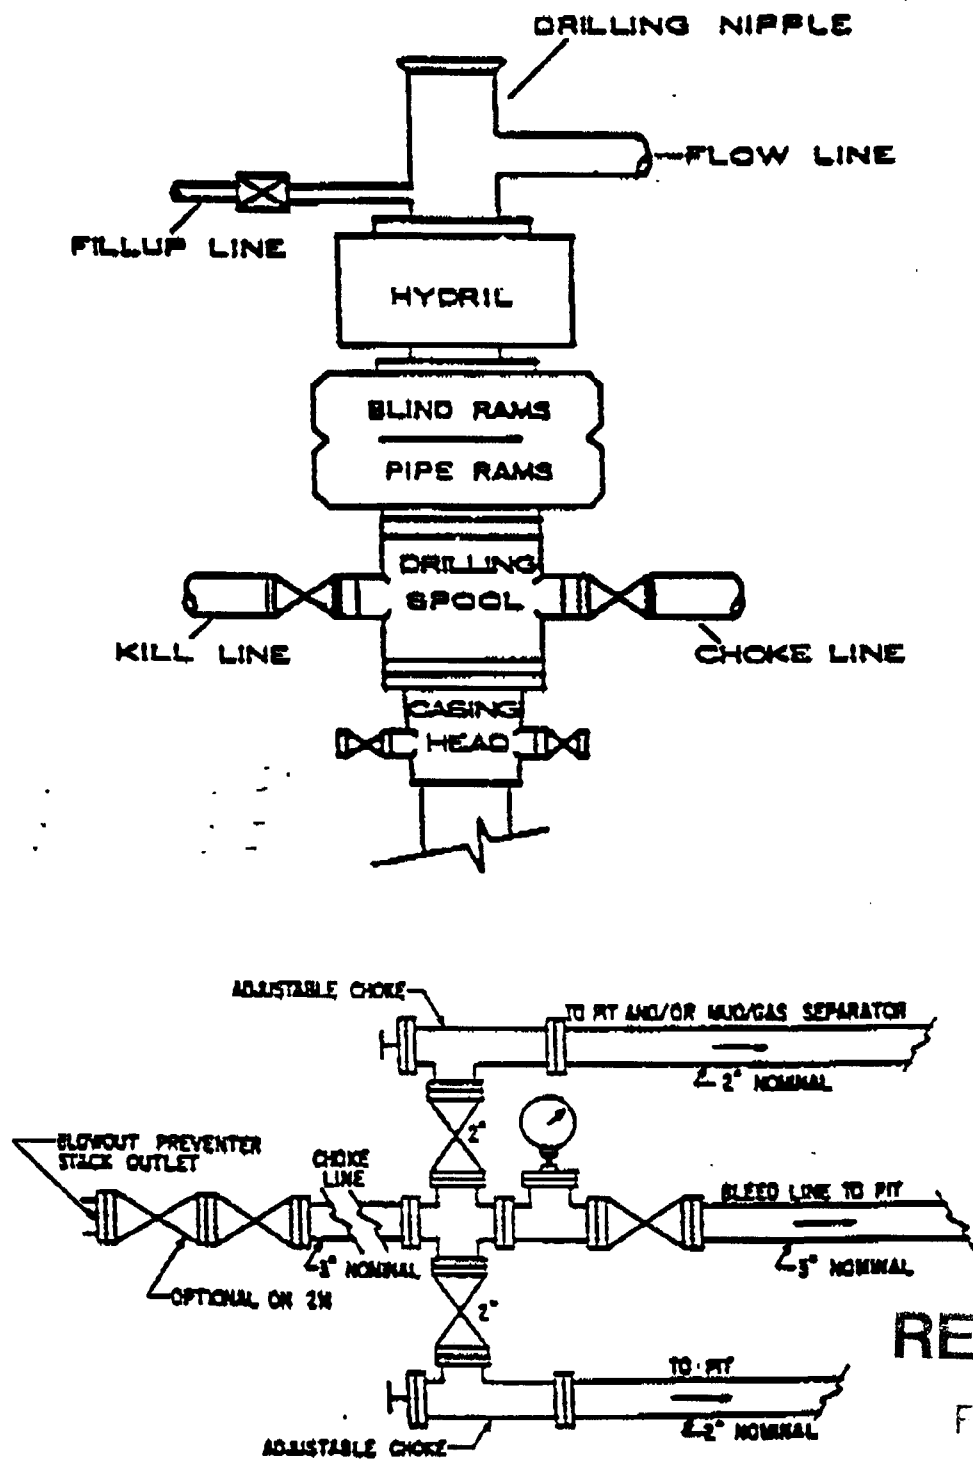 DRILLING NIPPLE
FLOW LINE
FILLUP LINE
HYDRIL
BLIND RAMS
PIPE RAMS
DRILLING
SPOOL
KILL LINE
CHOKE LINE
CASING
HEAD
ADJUSTABLE CHOKE
TO PIT AND/OR MUD/GAS SEPARATOR
2" NOMINAL
2"
BLOWOUT PREVENTER
STACK OUTLET
CHOKE
LINE
BLEED LINE TO PIT
3" NOMINAL
3" NOMINAL
OPTIONAL ON 2M
2"
TO PIT
2" NOMINAL
ADJUSTABLE CHOKE
RE
F